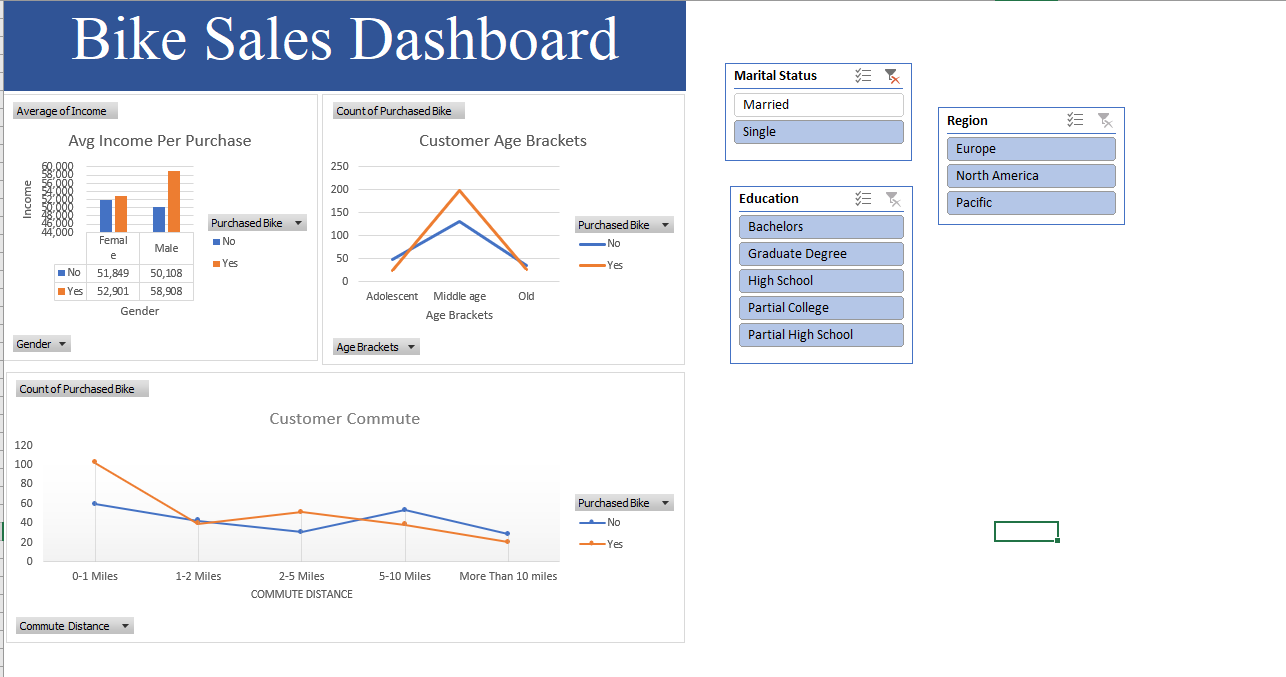 Bike Sales Dashboard
Average of Income
Avg Income Per Purchase
Income
60,000
58,000
56,000
54,000
52,000
50,000
48,000
46,000
44,000
Female
Male
No 51,849 50,108
Yes 52,901 58,908
Gender
Purchased Bike
No
Yes
Gender
Count of Purchased Bike
Customer Age Brackets
250
200
150
100
50
0
Adolescent Middle age Old
Age Brackets
Purchased Bike
No
Yes
Age Brackets
Count of Purchased Bike
Customer Commute
120
100
80
60
40
20
0
0-1 Miles 1-2 Miles 2-5 Miles 5-10 Miles More Than 10 miles
COMMUTE DISTANCE
Purchased Bike
No
Yes
Commute Distance
Marital Status
Married
Single
Education
Bachelors
Graduate Degree
High School
Partial College
Partial High School
Region
Europe
North America
Pacific